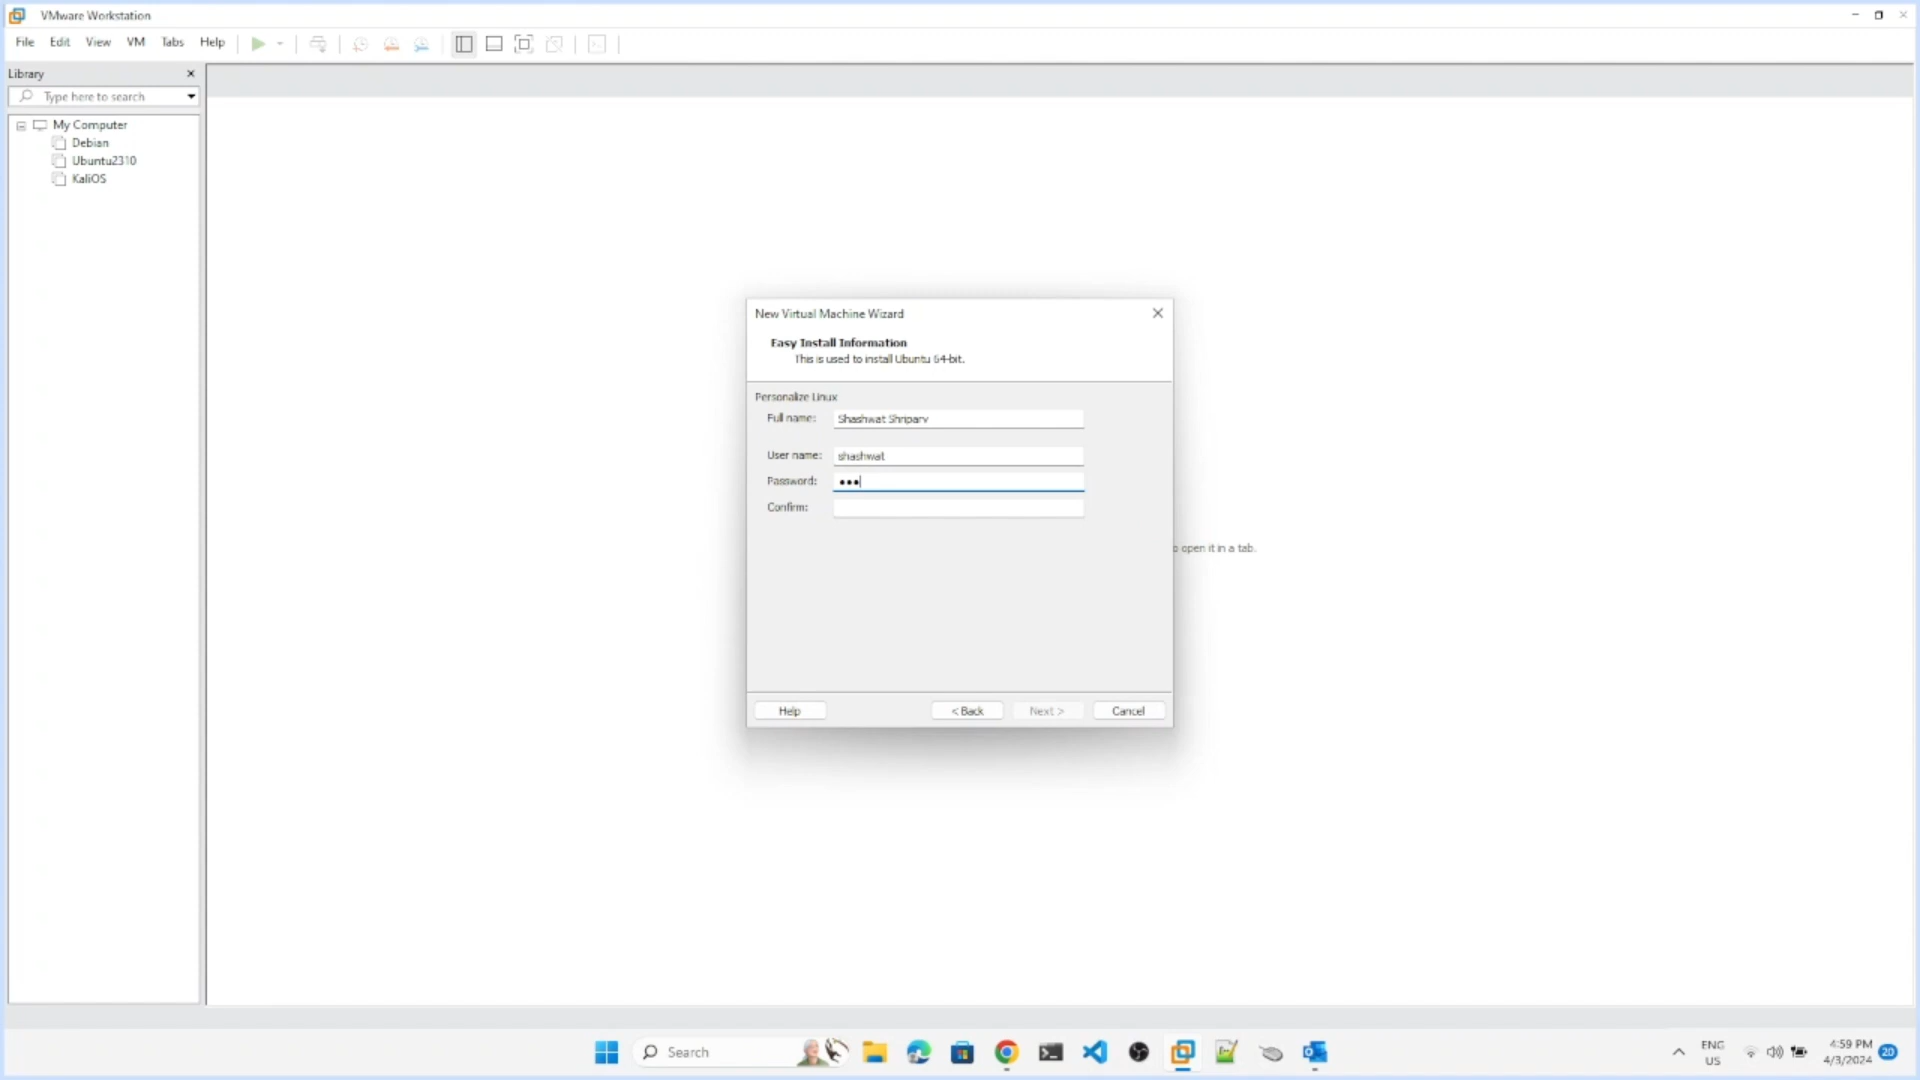 VMware Workstation
File Edit View VM Tabs Help
Library
Type here to search
My Computer
Debian
Ubuntu2310
KaliOS
New Virtual Machine Wizard
Easy Install Information
This is used to install Ubuntu 64-bit.
Personalize Linux
Full name: Shashwat Shriparv
User name: shashwat
Password: •••
Confirm:
open it in a tab.
Help < Back Next > Cancel
Search
ENG
US
4:59 PM
4/3/2024
20